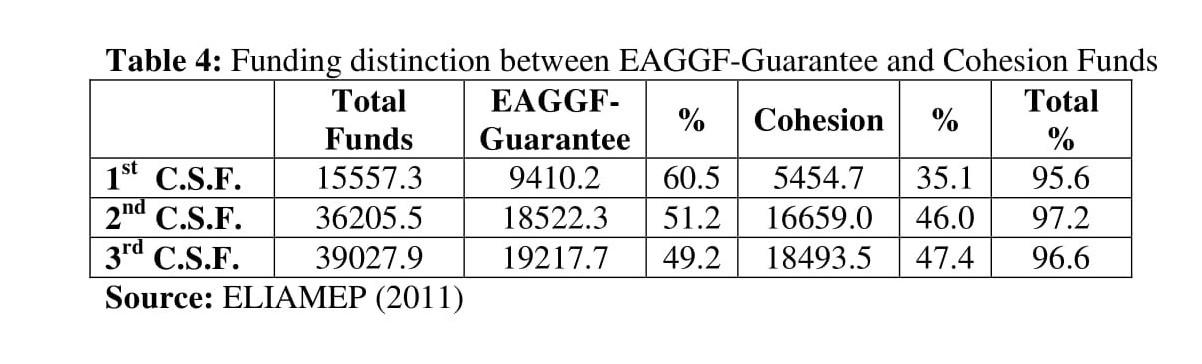 Table 4: Funding distinction between EAGGF-Guarantee and Cohesion Funds
Total Funds EAGGF-Guarantee % Cohesion % Total %
1st C.S.F. 15557.3 9410.2 60.5 5454.7 35.1 95.6
2nd C.S.F. 36205.5 18522.3 51.2 16659.0 46.0 97.2
3rd C.S.F. 39027.9 19217.7 49.2 18493.5 47.4 96.6
Source: ELIAMEP (2011)